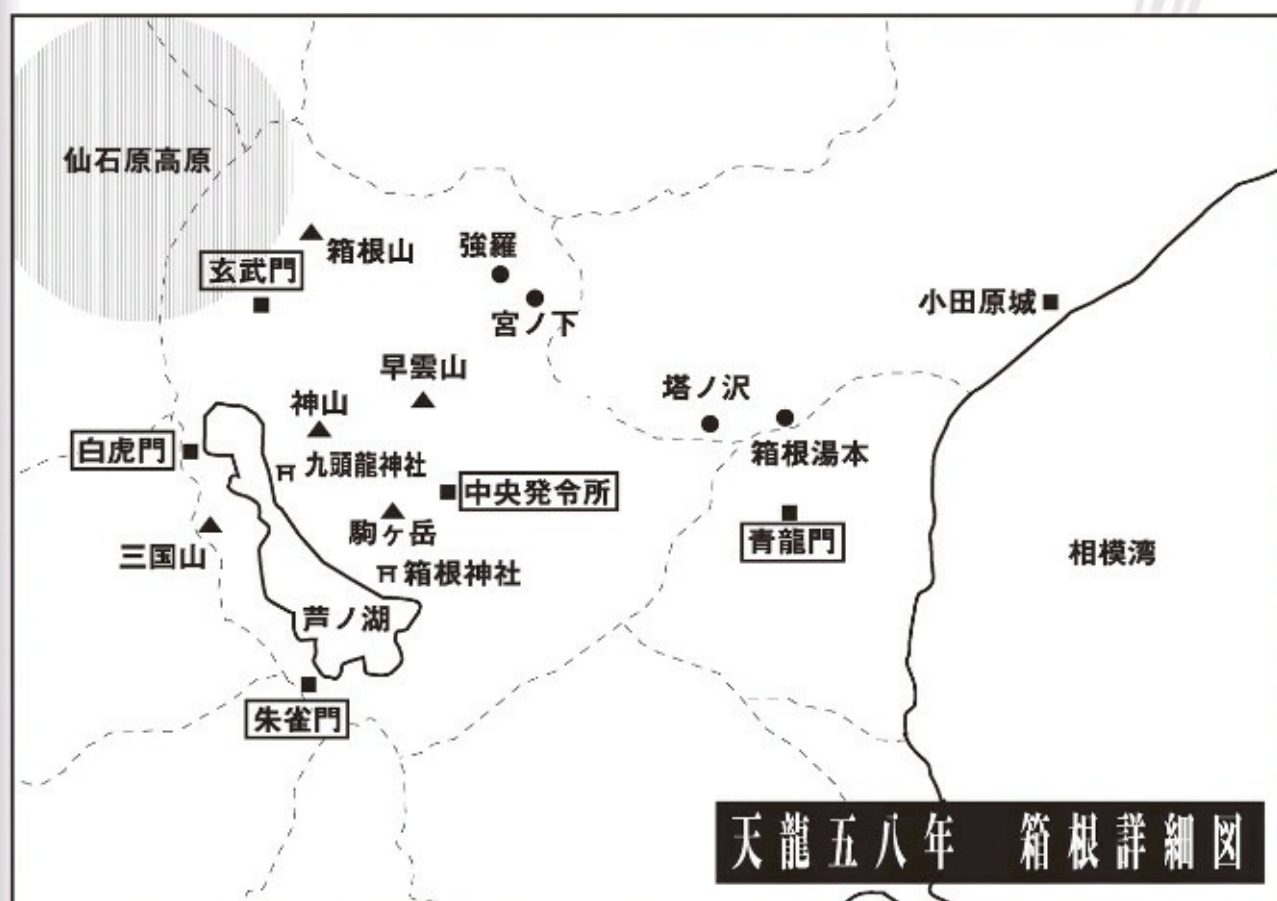 仙石原高原
箱根山
玄武門
強羅
宮ノ下
小田原城
早雲山
塔ノ沢
神山
白虎門
九頭龍神社
箱根湯本
中央発令所
駒ヶ岳
青龍門
三国山
相模湾
箱根神社
芦ノ湖
朱雀門
天龍五八年　箱根詳細図